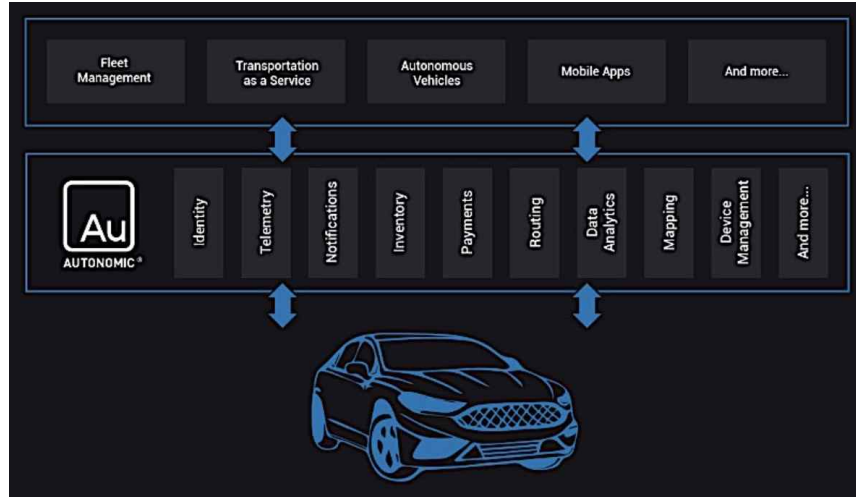 Fleet
Management
Transportation
as a Service
Autonomous
Vehicles
Mobile Apps
And more...
Au
AUTONOMIC®
Identity
Telemetry
Notifications
Inventory
Payments
Routing
Data
Analytics
Mapping
Device
Management
And more...